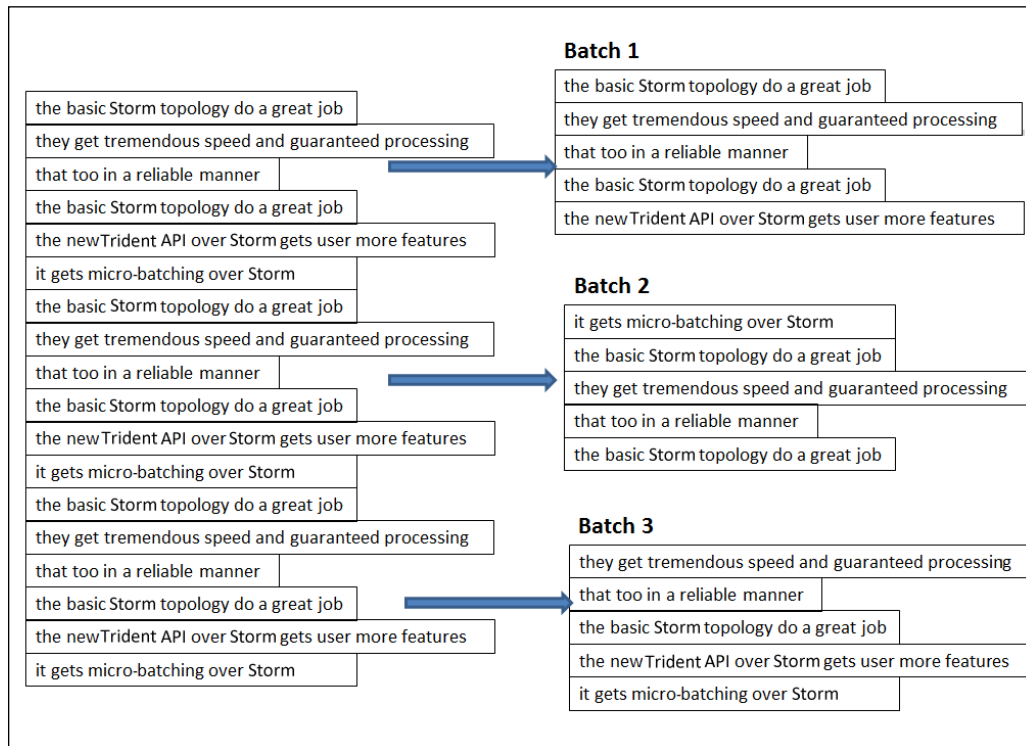 the basic Storm topology do a great job
they get tremendous speed and guaranteed processing
that too in a reliable manner
the basic Storm topology do a great job
the new Trident API over Storm gets user more features
it gets micro-batching over Storm
the basic Storm topology do a great job
they get tremendous speed and guaranteed processing
that too in a reliable manner
the basic Storm topology do a great job
the new Trident API over Storm gets user more features
it gets micro-batching over Storm
the basic Storm topology do a great job
they get tremendous speed and guaranteed processing
that too in a reliable manner
the basic Storm topology do a great job
the new Trident API over Storm gets user more features
it gets micro-batching over Storm
Batch 1
the basic Storm topology do a great job
they get tremendous speed and guaranteed processing
that too in a reliable manner
the basic Storm topology do a great job
the new Trident API over Storm gets user more features
Batch 2
it gets micro-batching over Storm
the basic Storm topology do a great job
they get tremendous speed and guaranteed processing
that too in a reliable manner
the basic Storm topology do a great job
Batch 3
they get tremendous speed and guaranteed processing
that too in a reliable manner
the basic Storm topology do a great job
the new Trident API over Storm gets user more features
it gets micro-batching over Storm